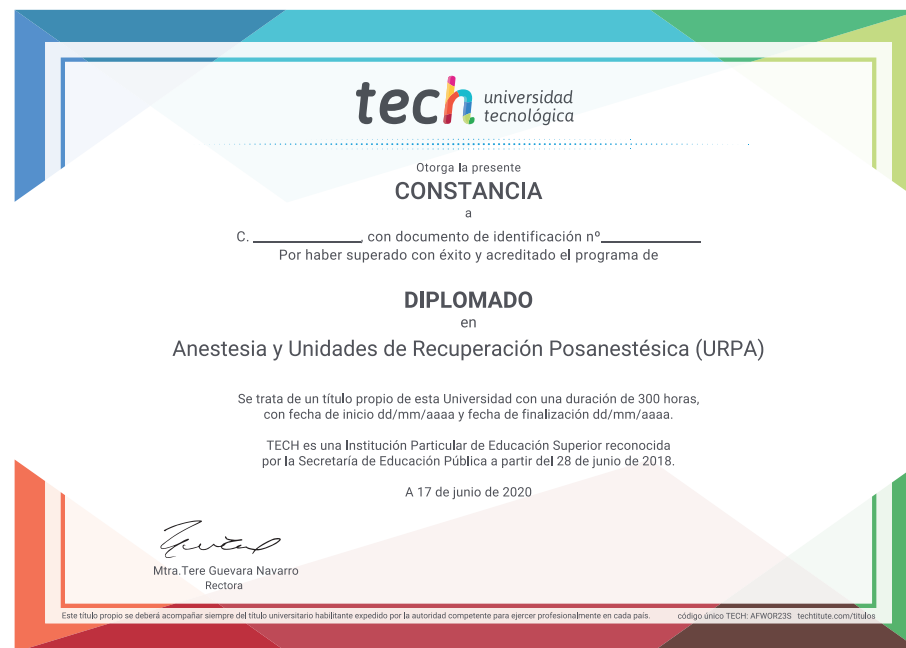 tech universidad
tecnológica
Otorga la presente
CONSTANCIA
a
C. ____________, con documento de identificación nº____________
Por haber superado con éxito y acreditado el programa de
DIPLOMADO
en
Anestesia y Unidades de Recuperación Posanestésica (URPA)
Se trata de un título propio de esta Universidad con una duración de 300 horas,
con fecha de inicio dd/mm/aaaa y fecha de finalización dd/mm/aaaa.
TECH es una Institución Particular de Educación Superior reconocida
por la Secretaría de Educación Pública a partir del 28 de junio de 2018.
A 17 de junio de 2020
Mtra.Tere Guevara Navarro
Rectora
Este título propio se deberá acompañar siempre del título universitario habilitante expedido por la autoridad competente para ejercer profesionalmente en cada país. código único TECH: AFWOR23S techtitute.com/titulos